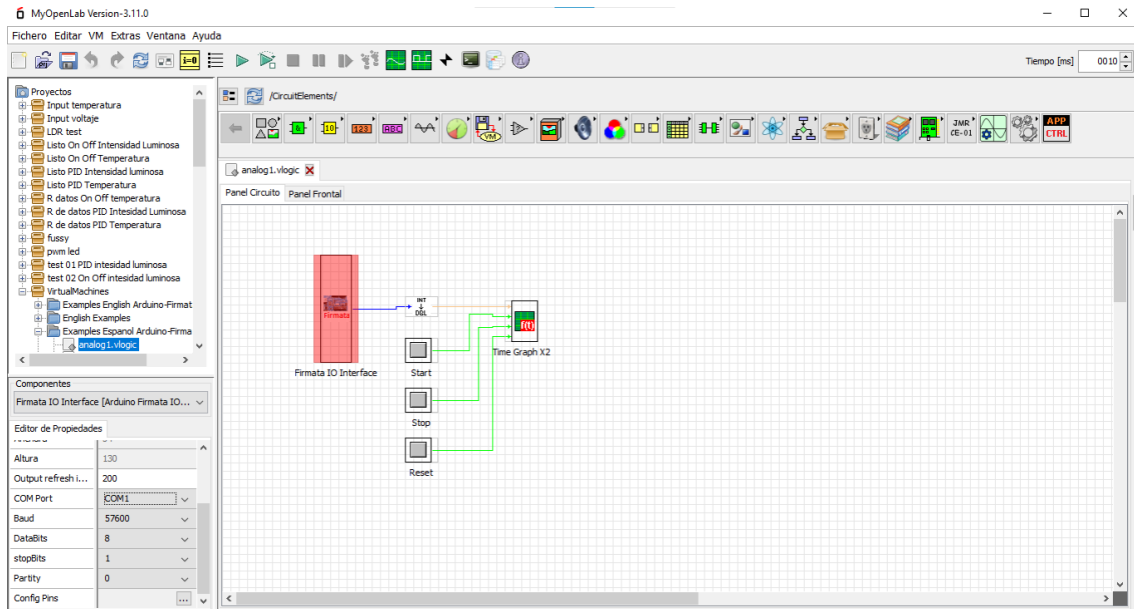 MyOpenLab Version-3.11.0
Fichero Editar VM Extras Ventana Ayuda
i=0
Tiempo [ms] 0010
Proyectos
Input temperatura
Input voltaje
LDR test
Listo On Off Intensidad Luminosa
Listo On Off Temperatura
Listo PID Intensidad luminosa
Listo PID Temperatura
R datos On Off temperatura
R de datos PID Intesidad Luminosa
R de datos PID Temperatura
fussy
pwm led
test 01 PID intesidad luminosa
test 02 On Off intesidad luminosa
VirtualMachines
Examples English Arduino-Firmat
English Examples
Examples Espanol Arduino-Firma
analog1.vlogic
/CircuitElements/
123 ABC VM JMR CE-01 APP CTRL
analog1.vlogic
Panel Circuito Panel Frontal
Firmata
Firmata IO Interface
INT
DBL
f(t)
Time Graph X2
Start
Stop
Reset
Componentes
Firmata IO Interface [Arduino Firmata IO...
Editor de Propiedades
Altura 130
Output refresh i... 200
COM Port COM1
Baud 57600
DataBits 8
stopBits 1
Partity 0
Config Pins ...